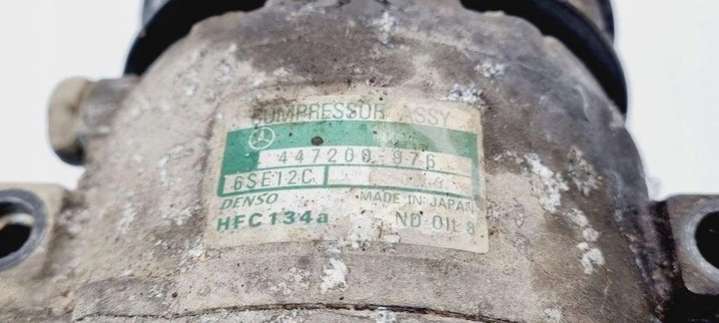 COMPRESSOR ASSY
447200-976
6SE12C
DENSO MADE IN JAPAN
HFC134a ND OIL 8